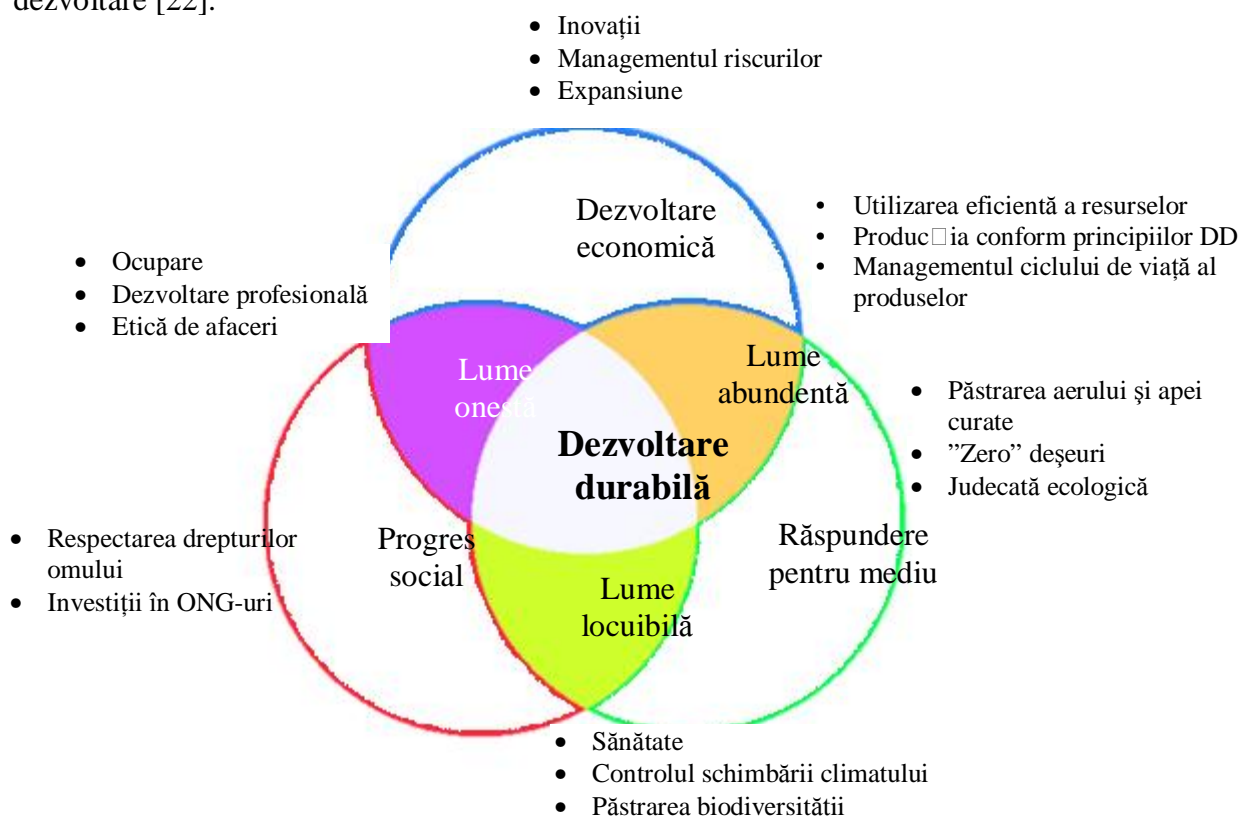 dezvoltare [22].
• Inovații
• Managementul riscurilor
• Expansiune
Dezvoltare
economică
• Utilizarea eficientă a resurselor
• Produc□ia conform principiilor DD
• Managementul ciclului de viață al
produselor
• Ocupare
• Dezvoltare profesională
• Etică de afaceri
Lume
onestă
Lume
abundentă
• Păstrarea aerului şi apei
curate
• ”Zero” deşeuri
• Judecată ecologică
Dezvoltare
durabilă
• Respectarea drepturilor
omului
• Investiții în ONG-uri
Progres
social
Răspundere
pentru mediu
Lume
locuibilă
• Sănătate
• Controlul schimbării climatului
• Păstrarea biodiversității